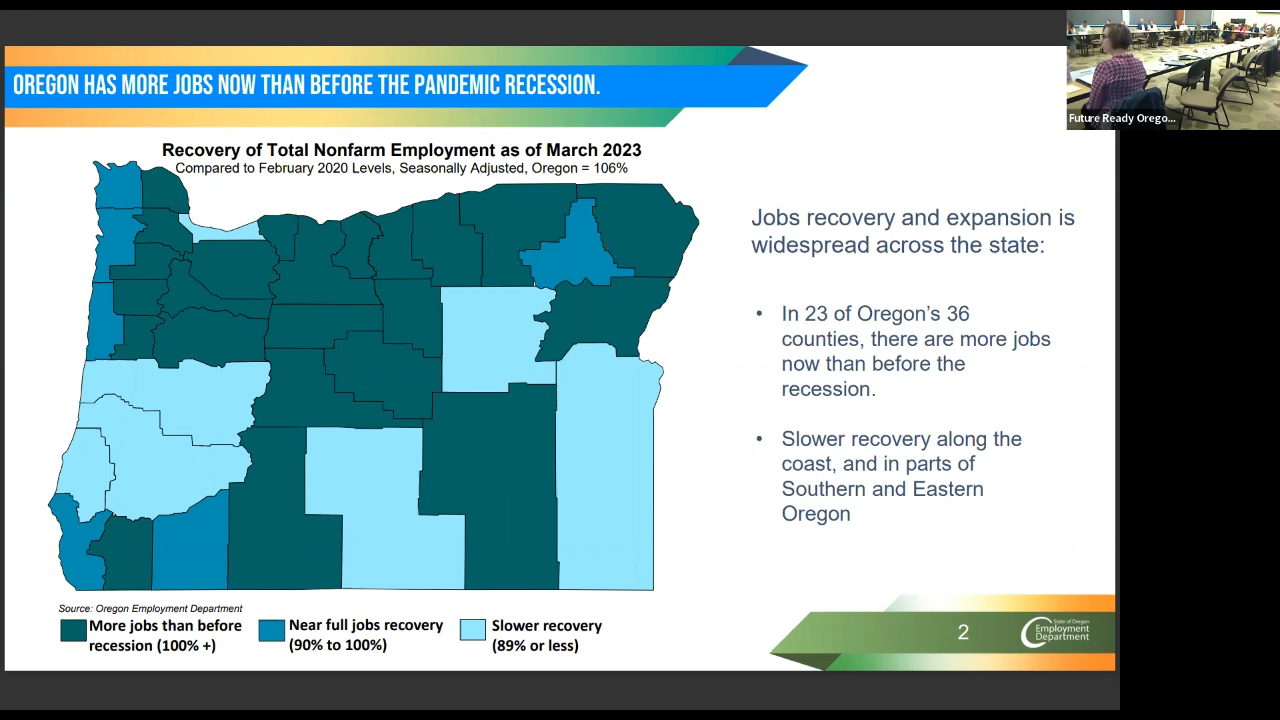 Future Ready Orego...
OREGON HAS MORE JOBS NOW THAN BEFORE THE PANDEMIC RECESSION.
Recovery of Total Nonfarm Employment as of March 2023
Compared to February 2020 Levels, Seasonally Adjusted, Oregon = 106%
Jobs recovery and expansion is
widespread across the state:
• In 23 of Oregon's 36
counties, there are more jobs
now than before the
recession.
• Slower recovery along the
coast, and in parts of
Southern and Eastern
Oregon
Source: Oregon Employment Department
More jobs than before
recession (100% +)
Near full jobs recovery
(90% to 100%)
Slower recovery
(89% or less)
2
State of Oregon
Employment
Department